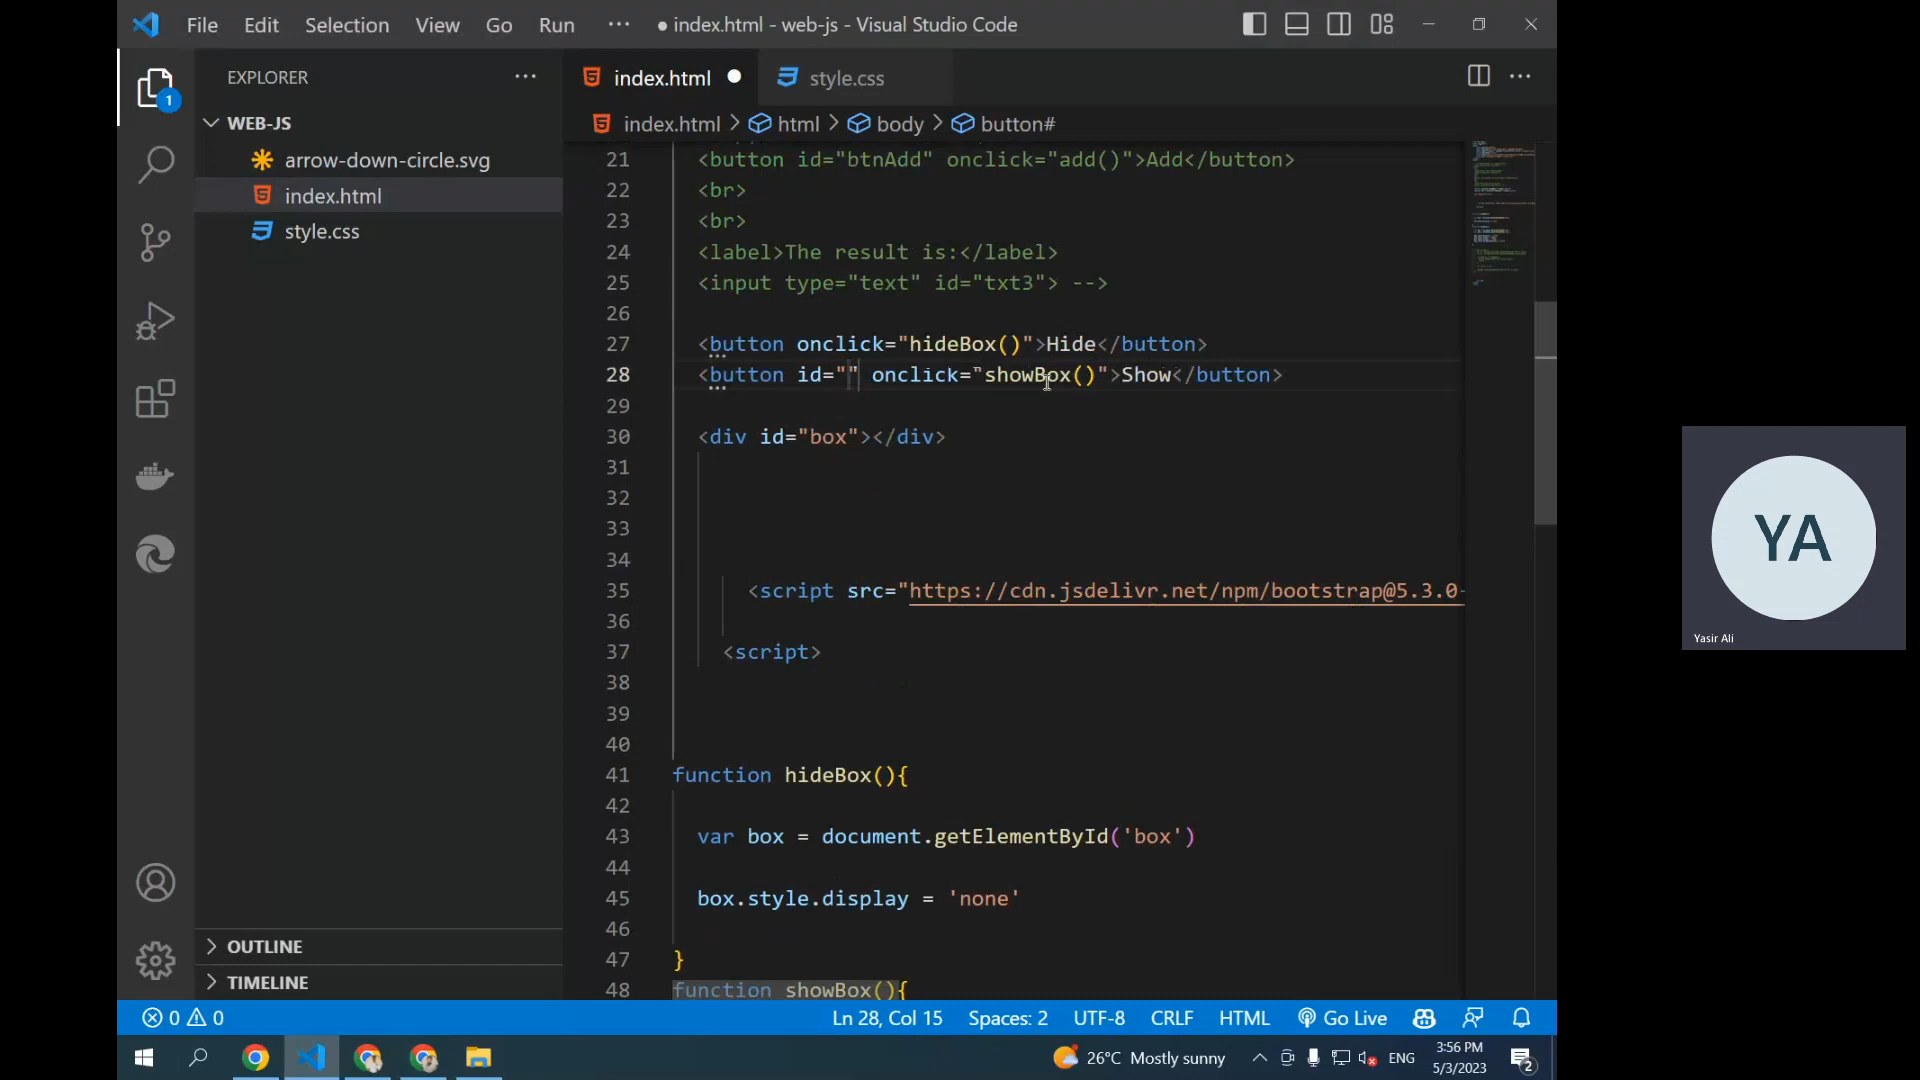 File Edit Selection View Go Run ··· ● index.html - web-js - Visual Studio Code
EXPLORER ···
index.html ● style.css
WEB-JS
index.html > html > body > button#
arrow-down-circle.svg
index.html
style.css
21 <button id="btnAdd" onclick="add()">Add</button>
22 <br>
23 <br>
24 <label>The result is:</label>
25 <input type="text" id="txt3"> -->
26
27 <button onclick="hideBox()">Hide</button>
28 <button id="" onclick="showBox()">Show</button>
29
30 <div id="box"></div>
31
32
33
34
35 <script src="https://cdn.jsdelivr.net/npm/bootstrap@5.3.0-
36
37 <script>
38
39
40
41 function hideBox(){
42
43 var box = document.getElementById('box')
44
45 box.style.display = 'none'
46
47 }
48 function showBox(){
OUTLINE
TIMELINE
1
0 0
Ln 28, Col 15 Spaces: 2 UTF-8 CRLF HTML Go Live
26°C Mostly sunny ENG
3:56 PM
5/3/2023
2
YA
Yasir Ali